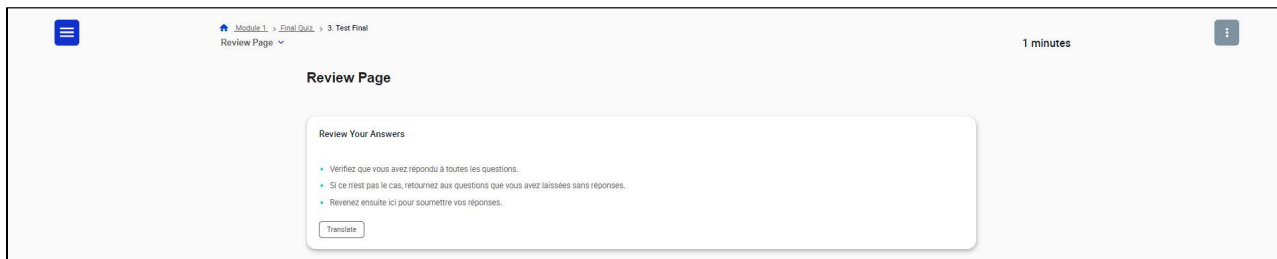 Module 1 > Final Quiz > 3. Test Final
Review Page
1 minutes
Review Page
Review Your Answers
Vérifiez que vous avez répondu à toutes les questions.
Si ce n'est pas le cas, retournez aux questions que vous avez laissées sans réponses.
Revenez ensuite ici pour soumettre vos réponses.
Translate